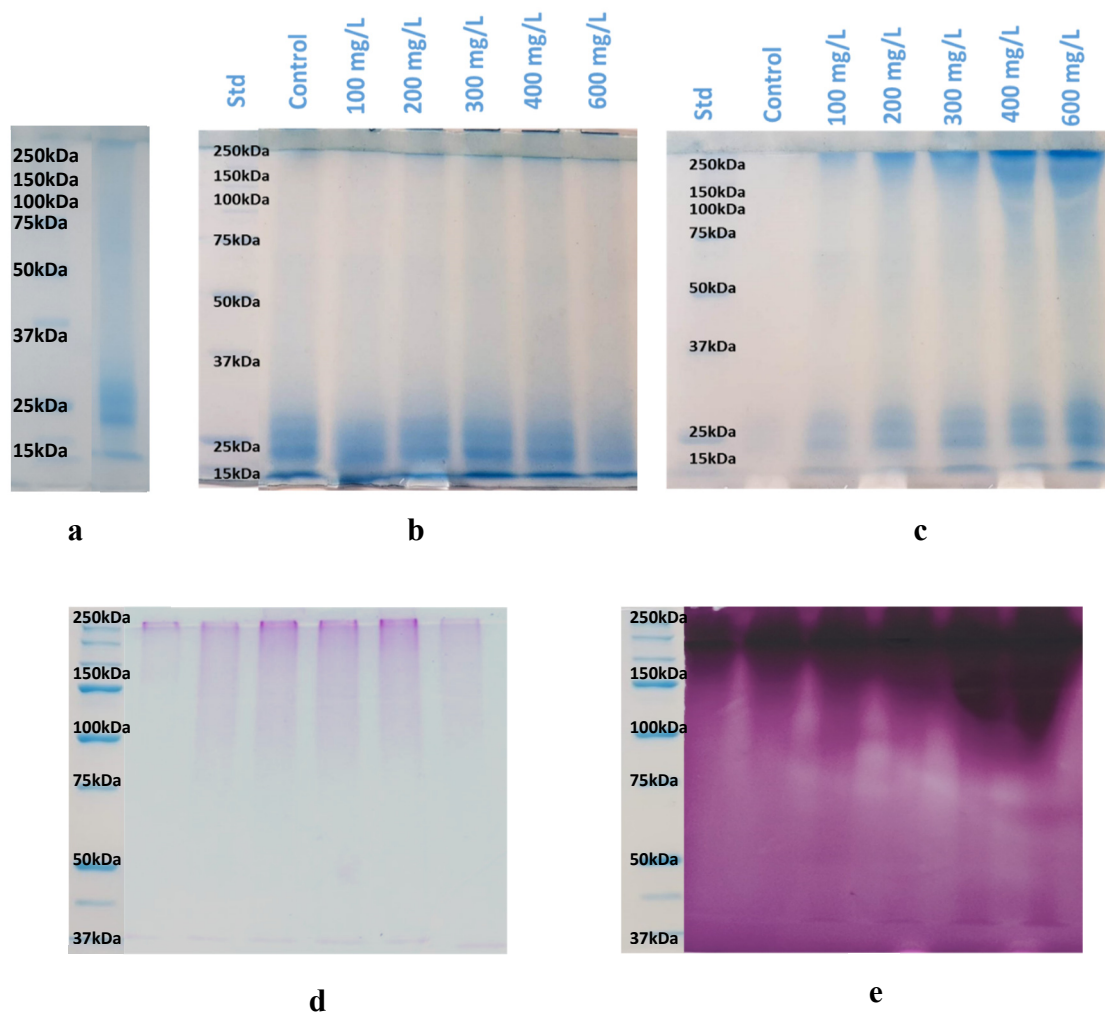 Std
Control
100 mg/L
200 mg/L
300 mg/L
400 mg/L
600 mg/L
Std
Control
100 mg/L
200 mg/L
300 mg/L
400 mg/L
600 mg/L
250kDa
150kDa
100kDa
75kDa
50kDa
37kDa
25kDa
15kDa
250kDa
150kDa
100kDa
75kDa
50kDa
37kDa
25kDa
15kDa
250kDa
150kDa
100kDa
75kDa
50kDa
37kDa
25kDa
15kDa
a
b
c
250kDa
150kDa
100kDa
75kDa
50kDa
37kDa
250kDa
150kDa
100kDa
75kDa
50kDa
37kDa
d
e